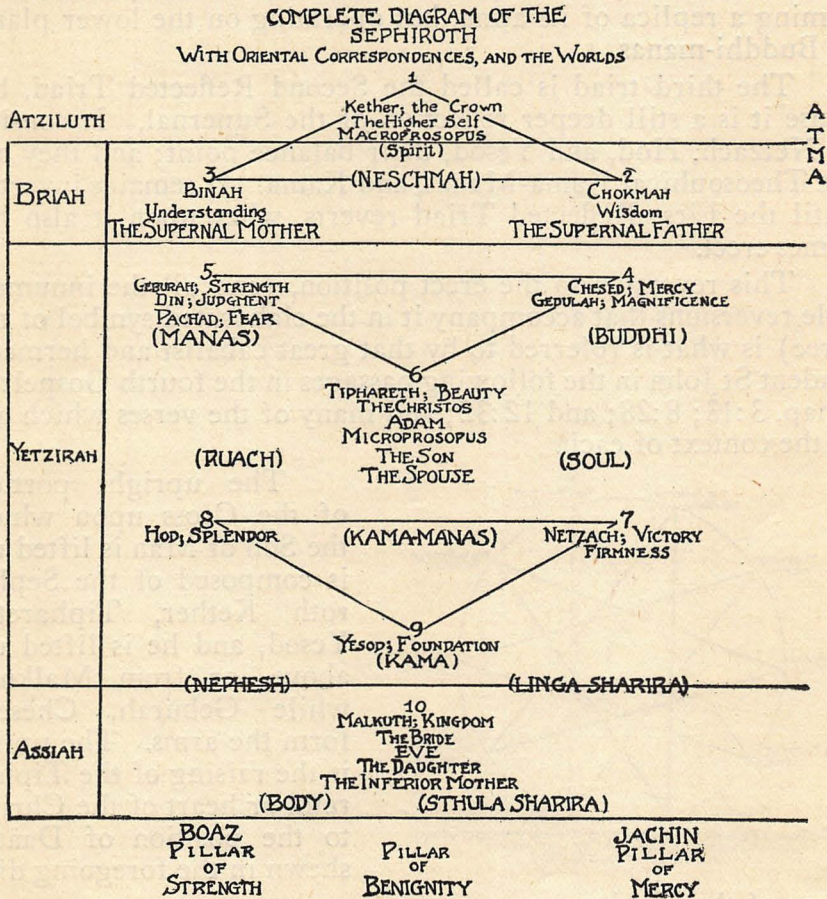 COMPLETE DIAGRAM OF THE
SEPHIROTH
WITH ORIENTAL CORRESPONDENCES, AND THE WORLDS
1
Kether; the Crown
The Higher Self
MACROPROSOPUS
(Spirit)
ATZILUTH
ATMA
3
(NESCHMAH)
2
BRIAH
BINAH
Understanding
THE SUPERNAL MOTHER
CHOKMAH
Wisdom
THE SUPERNAL FATHER
5
GEBURAH; STRENGTH
DIN; JUDGMENT
PACHAD; FEAR
(MANAS)
4
CHESED; MERCY
GEDULAH; MAGNIFICENCE
(BUDDHI)
6
TIPHARETH; BEAUTY
THE CHRISTOS
ADAM
MICROPROSOPUS
THE SON
THE SPOUSE
YETZIRAH
(RUACH)
(SOUL)
8
HOD; SPLENDOR
(KAMA-MANAS)
7
NETZACH; VICTORY
FIRMNESS
9
YESOD; FOUNDATION
(KAMA)
(NEPHESH)
(LINGA SHARIRA)
ASSIAH
10
MALKUTH; KINGDOM
THE BRIDE
EVE
THE DAUGHTER
THE INFERIOR MOTHER
(BODY)
(STHULA SHARIRA)
BOAZ
PILLAR
OF
STRENGTH
PILLAR
OF
BENIGNITY
JACHIN
PILLAR
OF
MERCY